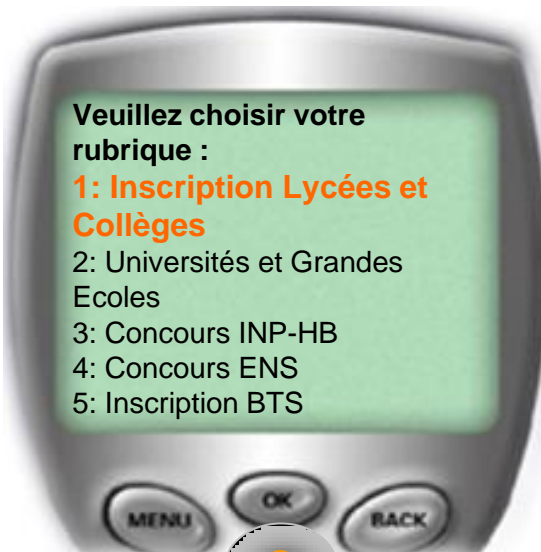 Veuillez choisir votre
rubrique :
1: Inscription Lycées et
Collèges
2: Universités et Grandes
Ecoles
3: Concours INP-HB
4: Concours ENS
5: Inscription BTS
MENU OK BACK